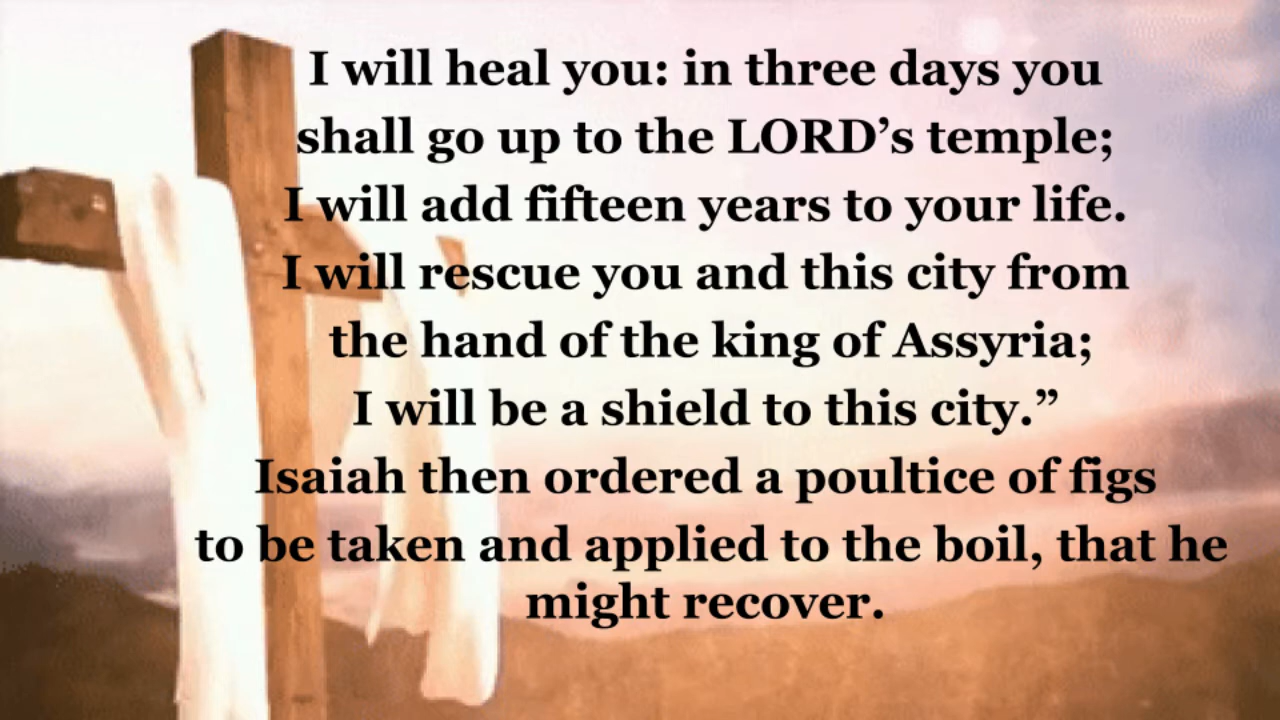 I will heal you: in three days you
shall go up to the LORD’s temple;
I will add fifteen years to your life.
I will rescue you and this city from
the hand of the king of Assyria;
I will be a shield to this city.”
Isaiah then ordered a poultice of figs
to be taken and applied to the boil, that he
might recover.